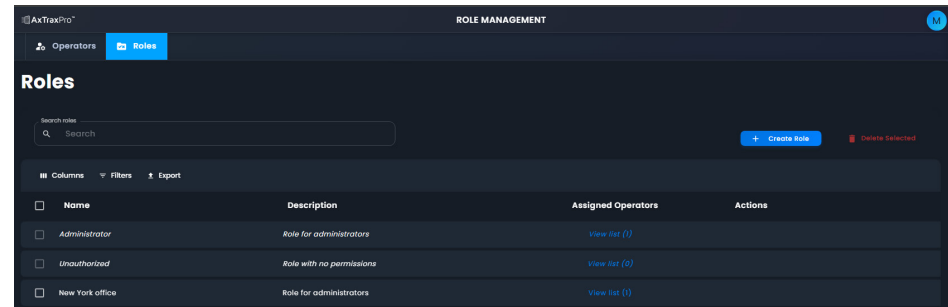 AxTraxPro™
ROLE MANAGEMENT
M
Operators
Roles
Roles
Search roles
Search
+ Create Role
Delete Selected
Columns
Filters
Export
Name Description Assigned Operators Actions
Administrator Role for administrators View list (1)
Unauthorized Role with no permissions View list (0)
New York office Role for administrators View list (1)